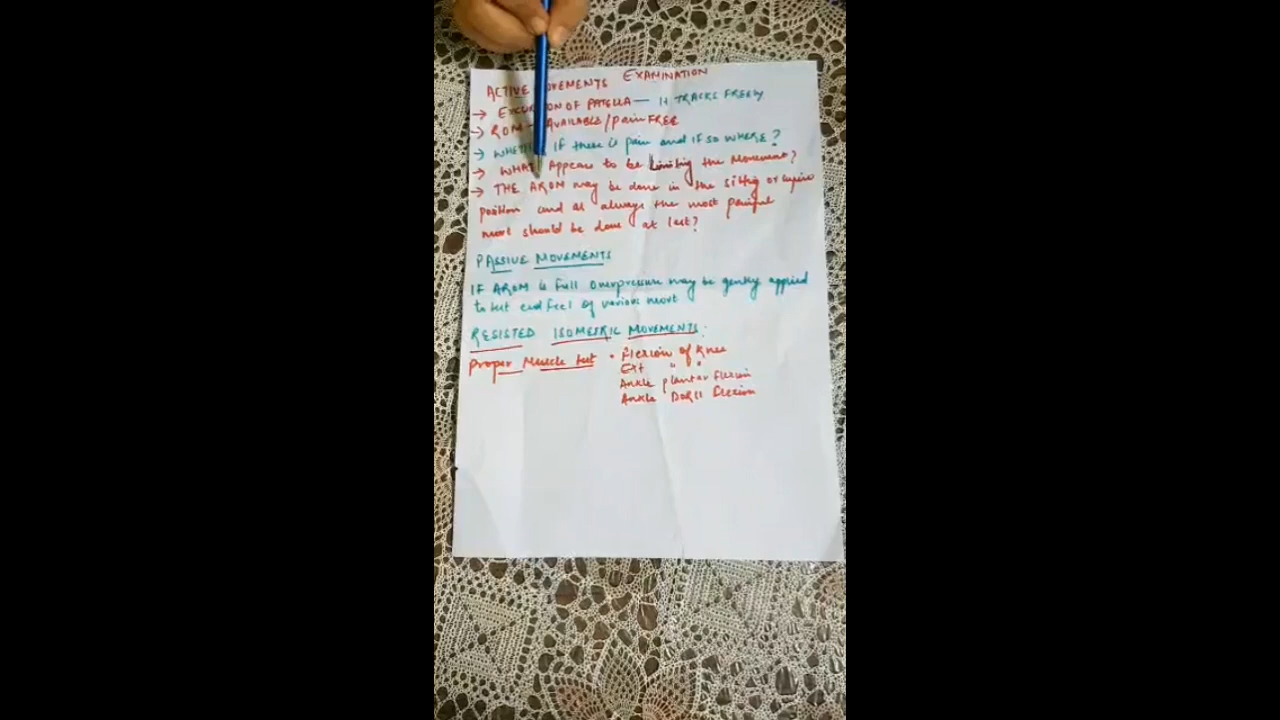 ACTIVE MOVEMENTS EXAMINATION
→ EXCURSION OF PATELLA — It TRACKS FREELY
→ ROM - AVAILABLE/pain FREE
→ WHETHER IF there is pain and if so WHERE?
→ WHAT Appears to be limiting the Movement?
→ THE AROM may be done in the sitting or
position and as always the most painful
movt should be done at last?
PASSIVE MOVEMENTS
IF AROM is full overpressure may be gently applied
to test end feel of various movt
RESISTED ISOMETRIC MOVEMENTS:
Proper Muscle test • Flexion of Knee
Ext " "
Ankle plantar flexion
Ankle DORSI flexion